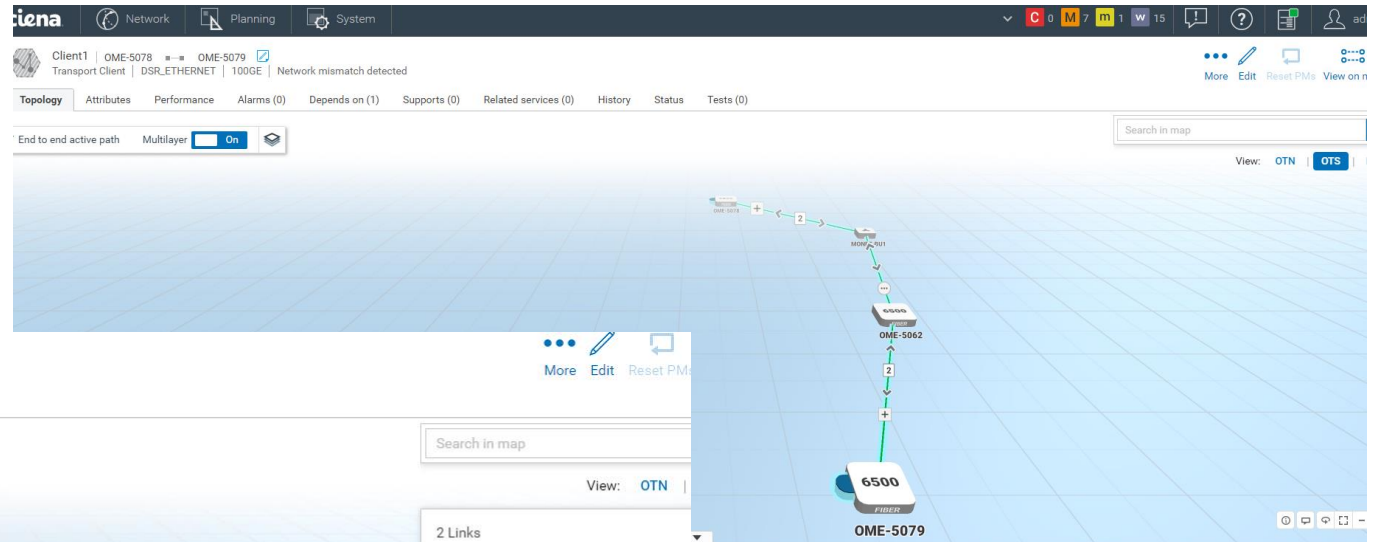 ciena Network Planning System C 0 M 7 m 1 w 15
Client1 | OME-5078 OME-5079
Transport Client | DSR_ETHERNET | 100GE | Network mismatch detected
More Edit Reset PMs View on
Topology Attributes Performance Alarms (0) Depends on (1) Supports (0) Related services (0) History Status Tests (0)
End to end active path Multilayer On
Search in map
View: OTN | OTS |
OME-5078
2
6500
FIBER
OME-5062
2
6500
FIBER
OME-5079
More Edit Reset PMs
Search in map
View: OTN |
2 Links